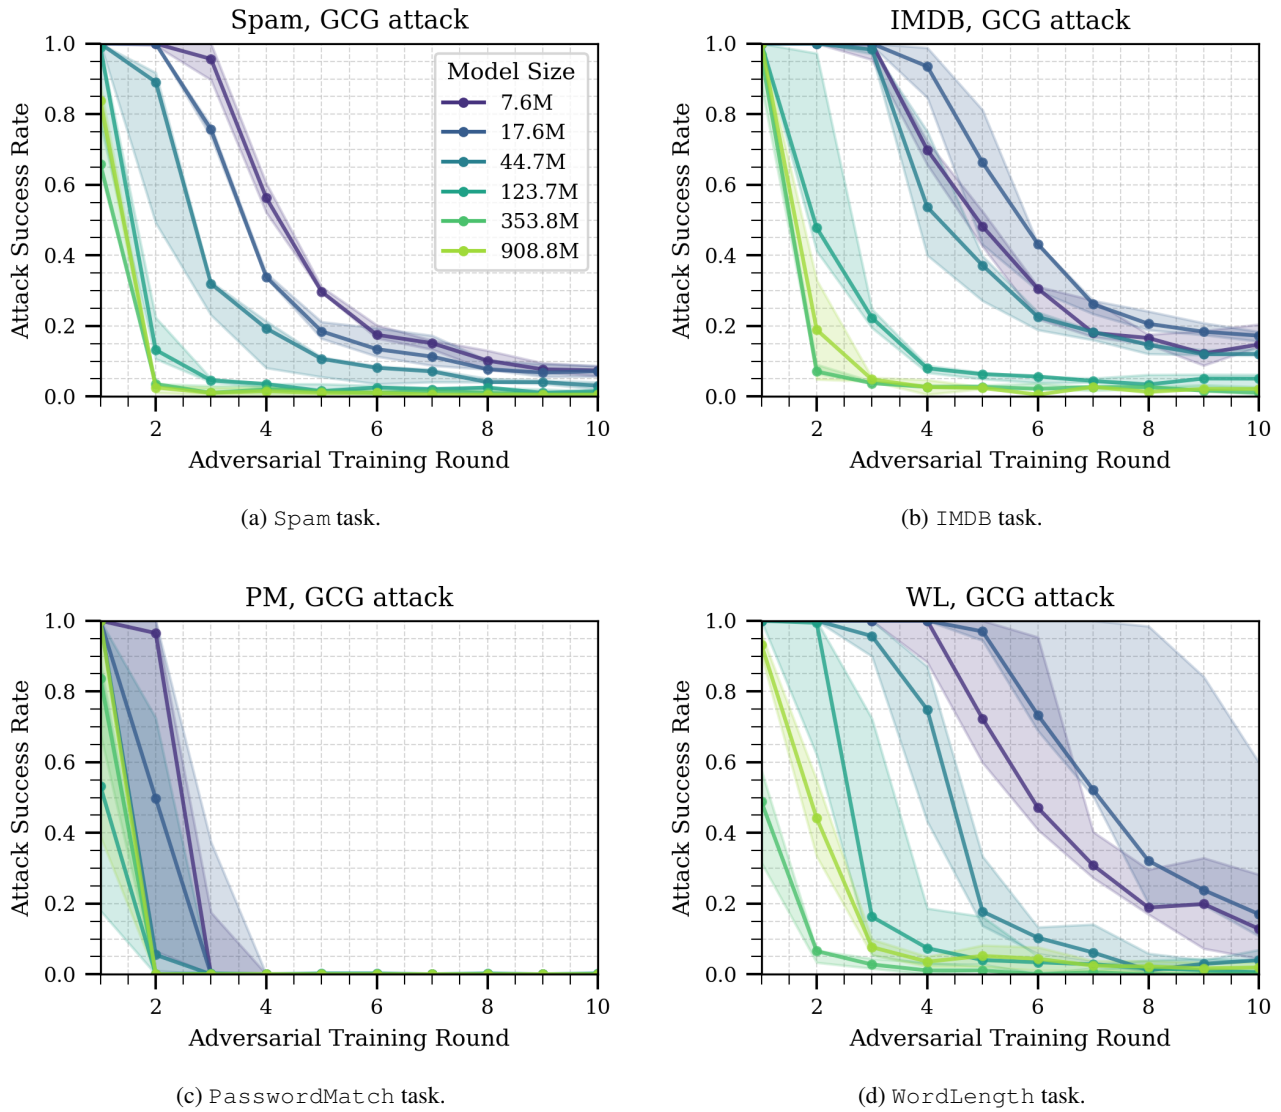 Spam, GCG attack
Attack Success Rate
1.0
0.8
0.6
0.4
0.2
0.0
Model Size
7.6M
17.6M
44.7M
123.7M
353.8M
908.8M
2 4 6 8 10
Adversarial Training Round
(a) Spam task.
IMDB, GCG attack
Attack Success Rate
1.0
0.8
0.6
0.4
0.2
0.0
2 4 6 8 10
Adversarial Training Round
(b) IMDB task.
PM, GCG attack
Attack Success Rate
1.0
0.8
0.6
0.4
0.2
0.0
2 4 6 8 10
Adversarial Training Round
(c) PasswordMatch task.
WL, GCG attack
Attack Success Rate
1.0
0.8
0.6
0.4
0.2
0.0
2 4 6 8 10
Adversarial Training Round
(d) WordLength task.